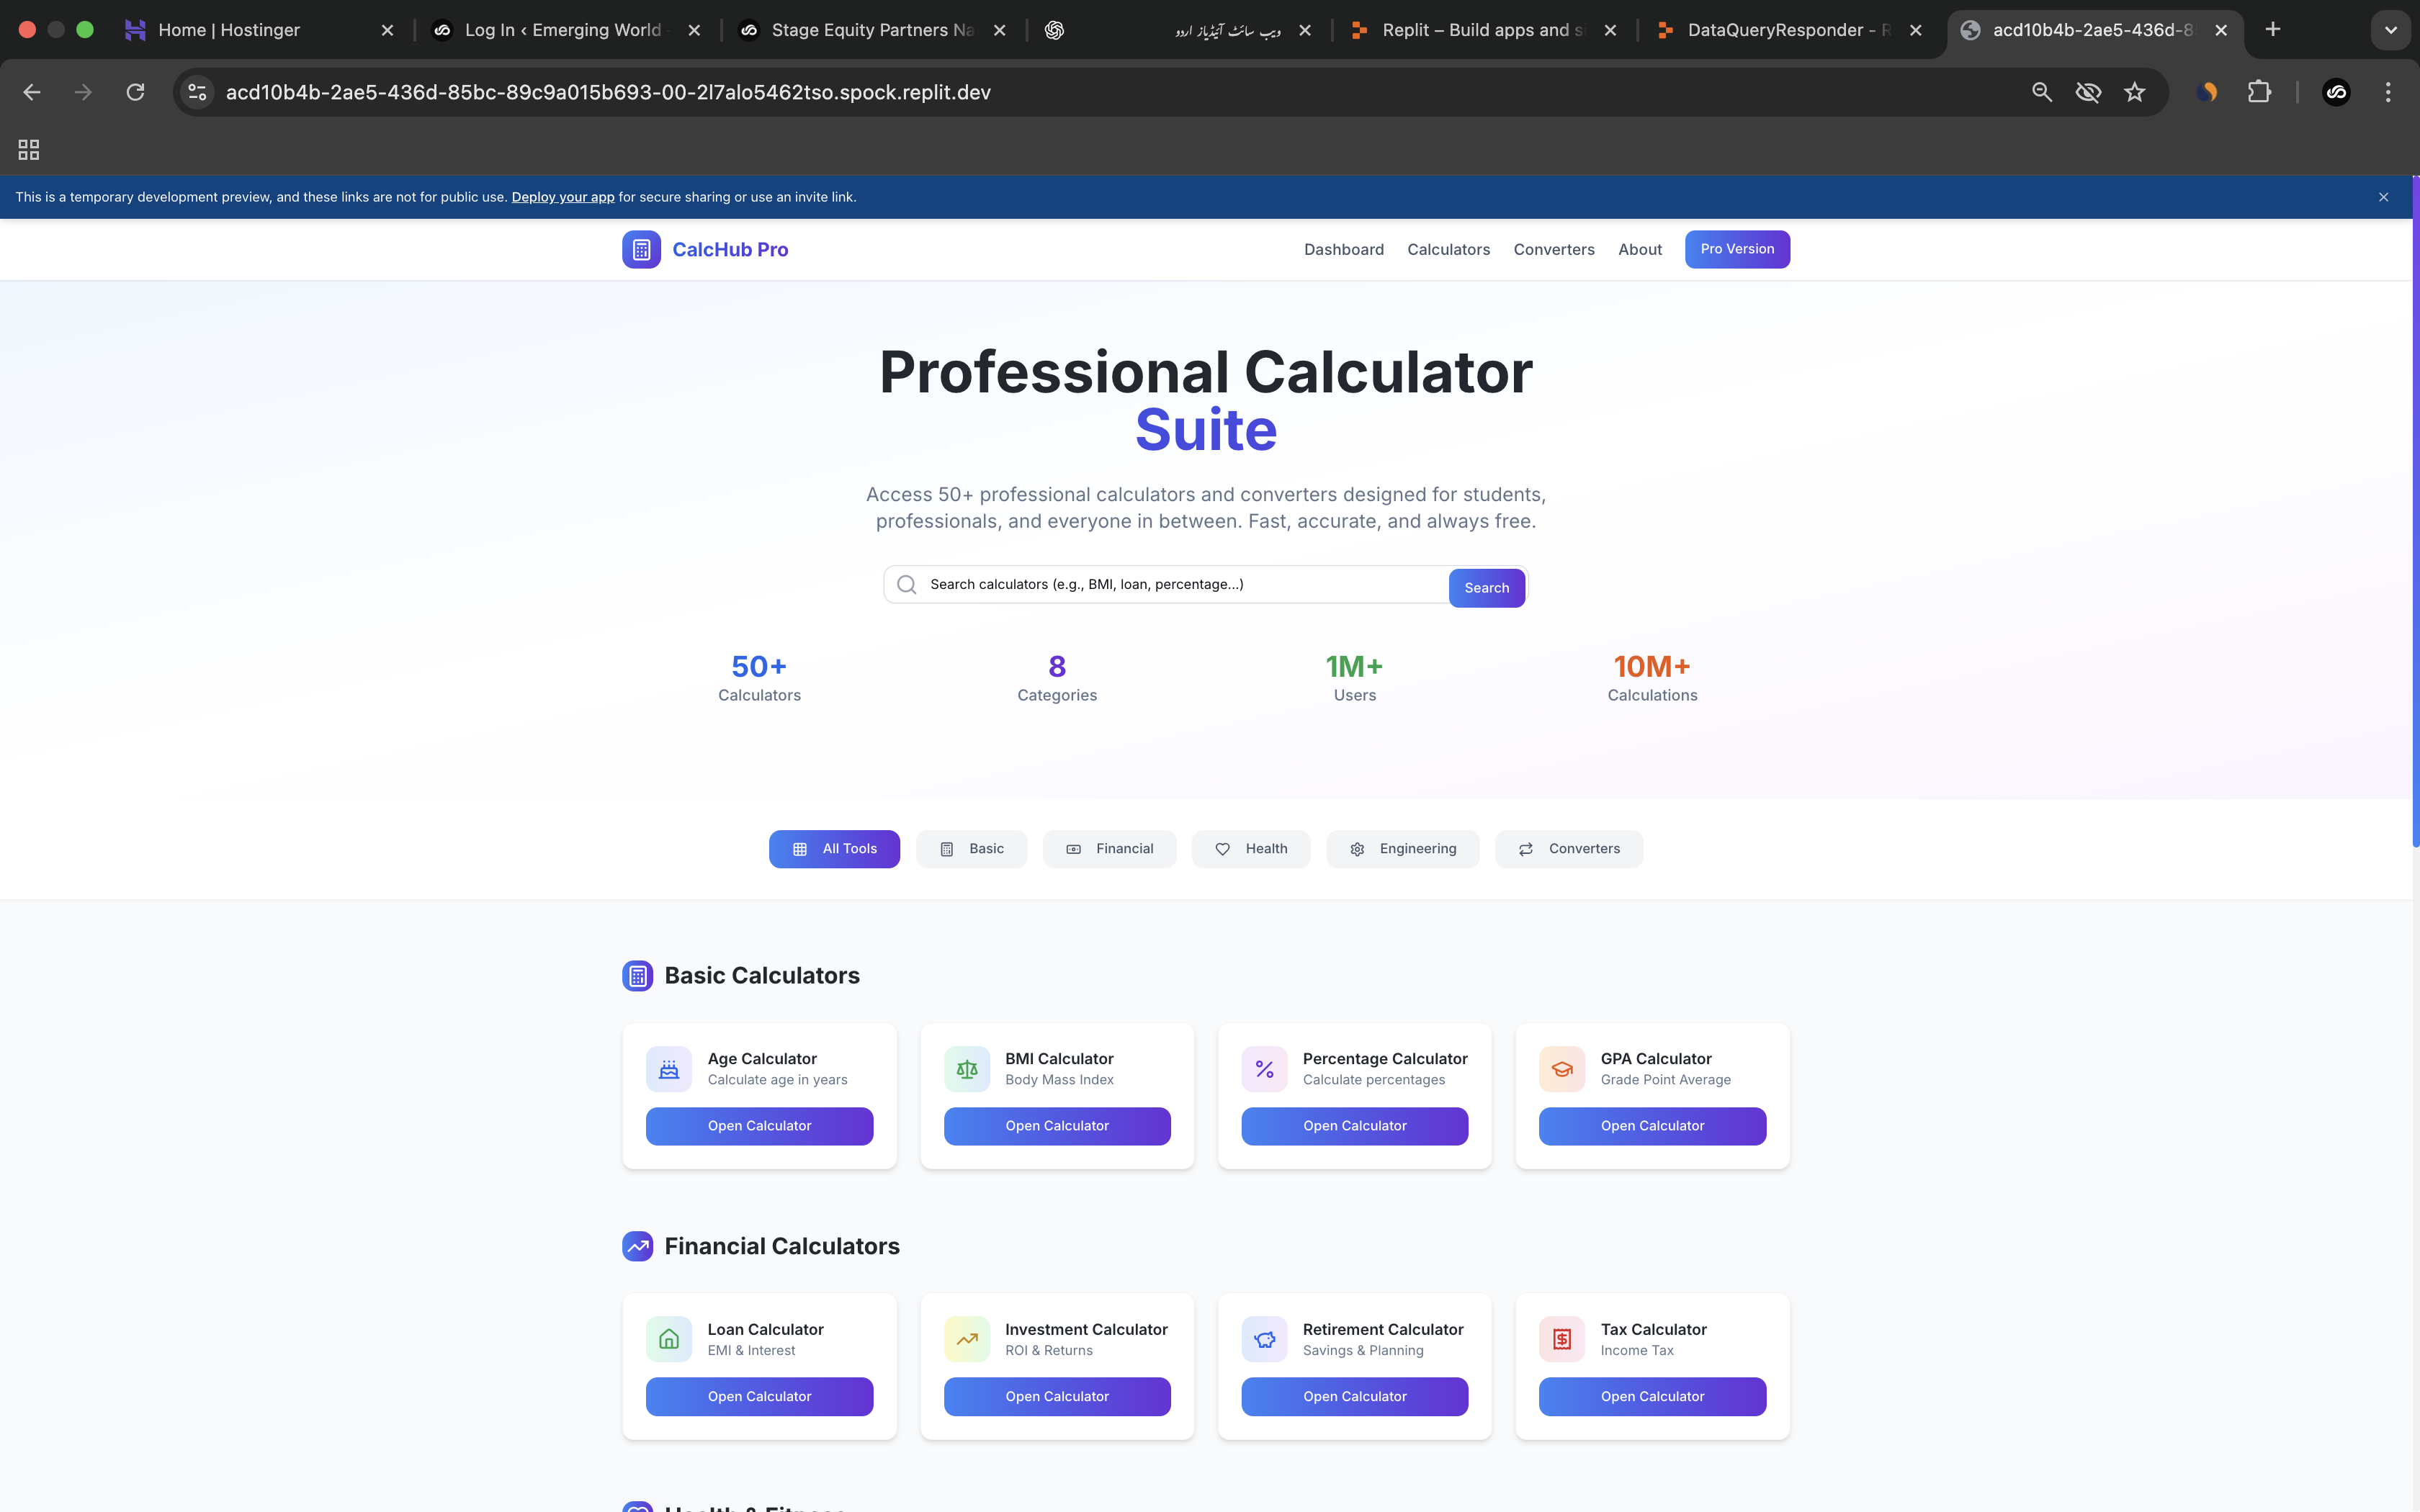 Home | Hostinger
Log In ‹ Emerging World
Stage Equity Partners Na
ویب سائٹ آئیڈیاز اردو
Replit – Build apps and s
DataQueryResponder - R
acd10b4b-2ae5-436d-8
acd10b4b-2ae5-436d-85bc-89c9a015b693-00-2l7alo5462tso.spock.replit.dev
This is a temporary development preview, and these links are not for public use. Deploy your app for secure sharing or use an invite link.
CalcHub Pro
Dashboard
Calculators
Converters
About
Pro Version
Professional Calculator
Suite
Access 50+ professional calculators and converters designed for students,
professionals, and everyone in between. Fast, accurate, and always free.
Search calculators (e.g., BMI, loan, percentage...)
Search
50+
Calculators
8
Categories
1M+
Users
10M+
Calculations
All Tools
Basic
Financial
Health
Engineering
Converters
Basic Calculators
Age Calculator
Calculate age in years
Open Calculator
BMI Calculator
Body Mass Index
Open Calculator
Percentage Calculator
Calculate percentages
Open Calculator
GPA Calculator
Grade Point Average
Open Calculator
Financial Calculators
Loan Calculator
EMI & Interest
Open Calculator
Investment Calculator
ROI & Returns
Open Calculator
Retirement Calculator
Savings & Planning
Open Calculator
Tax Calculator
Income Tax
Open Calculator
Health & Fitness